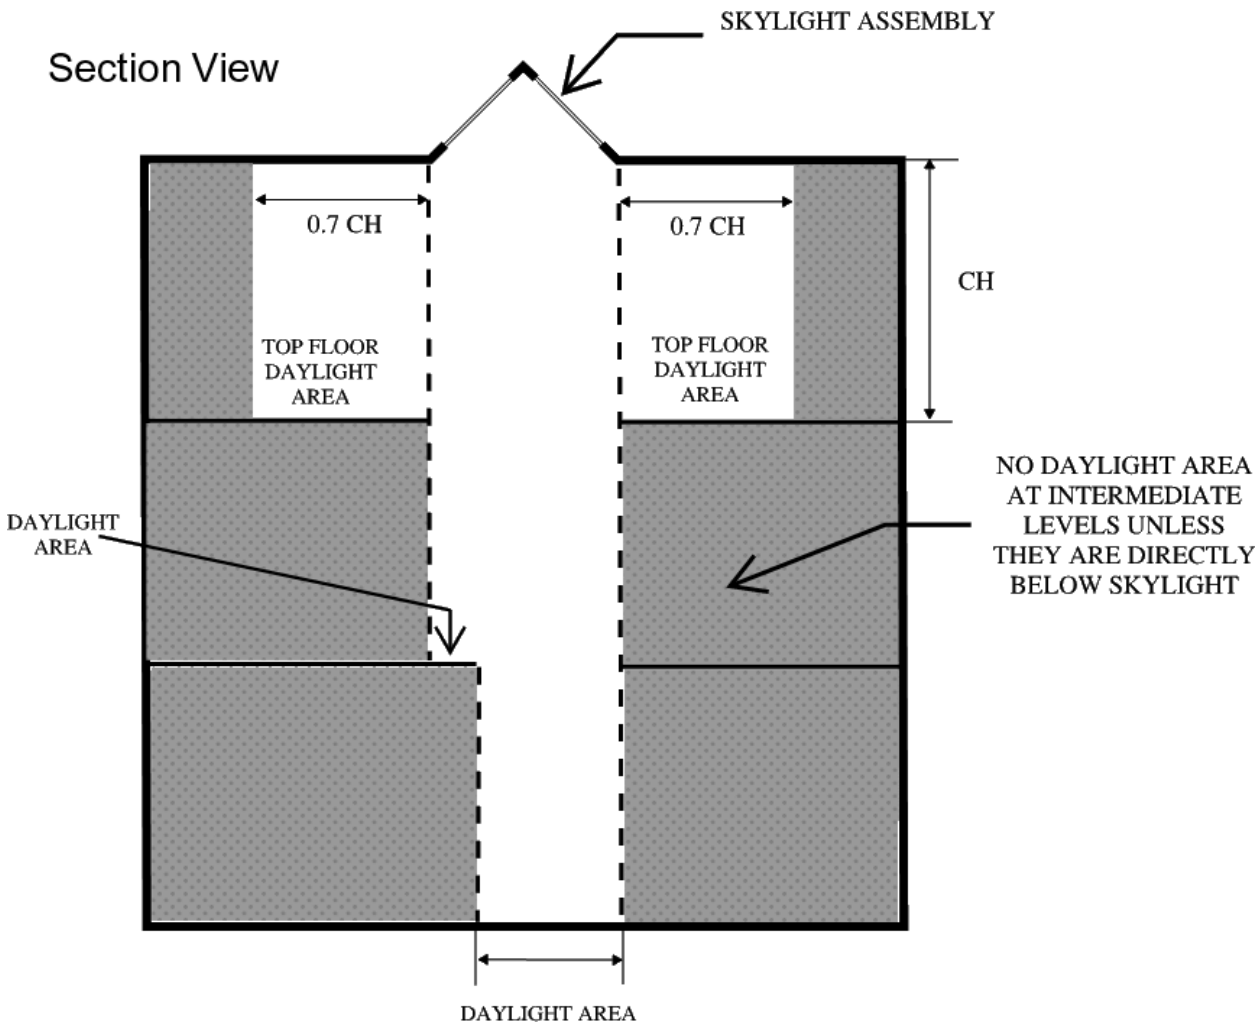 SKYLIGHT ASSEMBLY
Section View
0.7 CH
0.7 CH
CH
TOP FLOOR
DAYLIGHT
AREA
TOP FLOOR
DAYLIGHT
AREA
NO DAYLIGHT AREA
AT INTERMEDIATE
LEVELS UNLESS
THEY ARE DIRECTLY
BELOW SKYLIGHT
DAYLIGHT
AREA
DAYLIGHT AREA